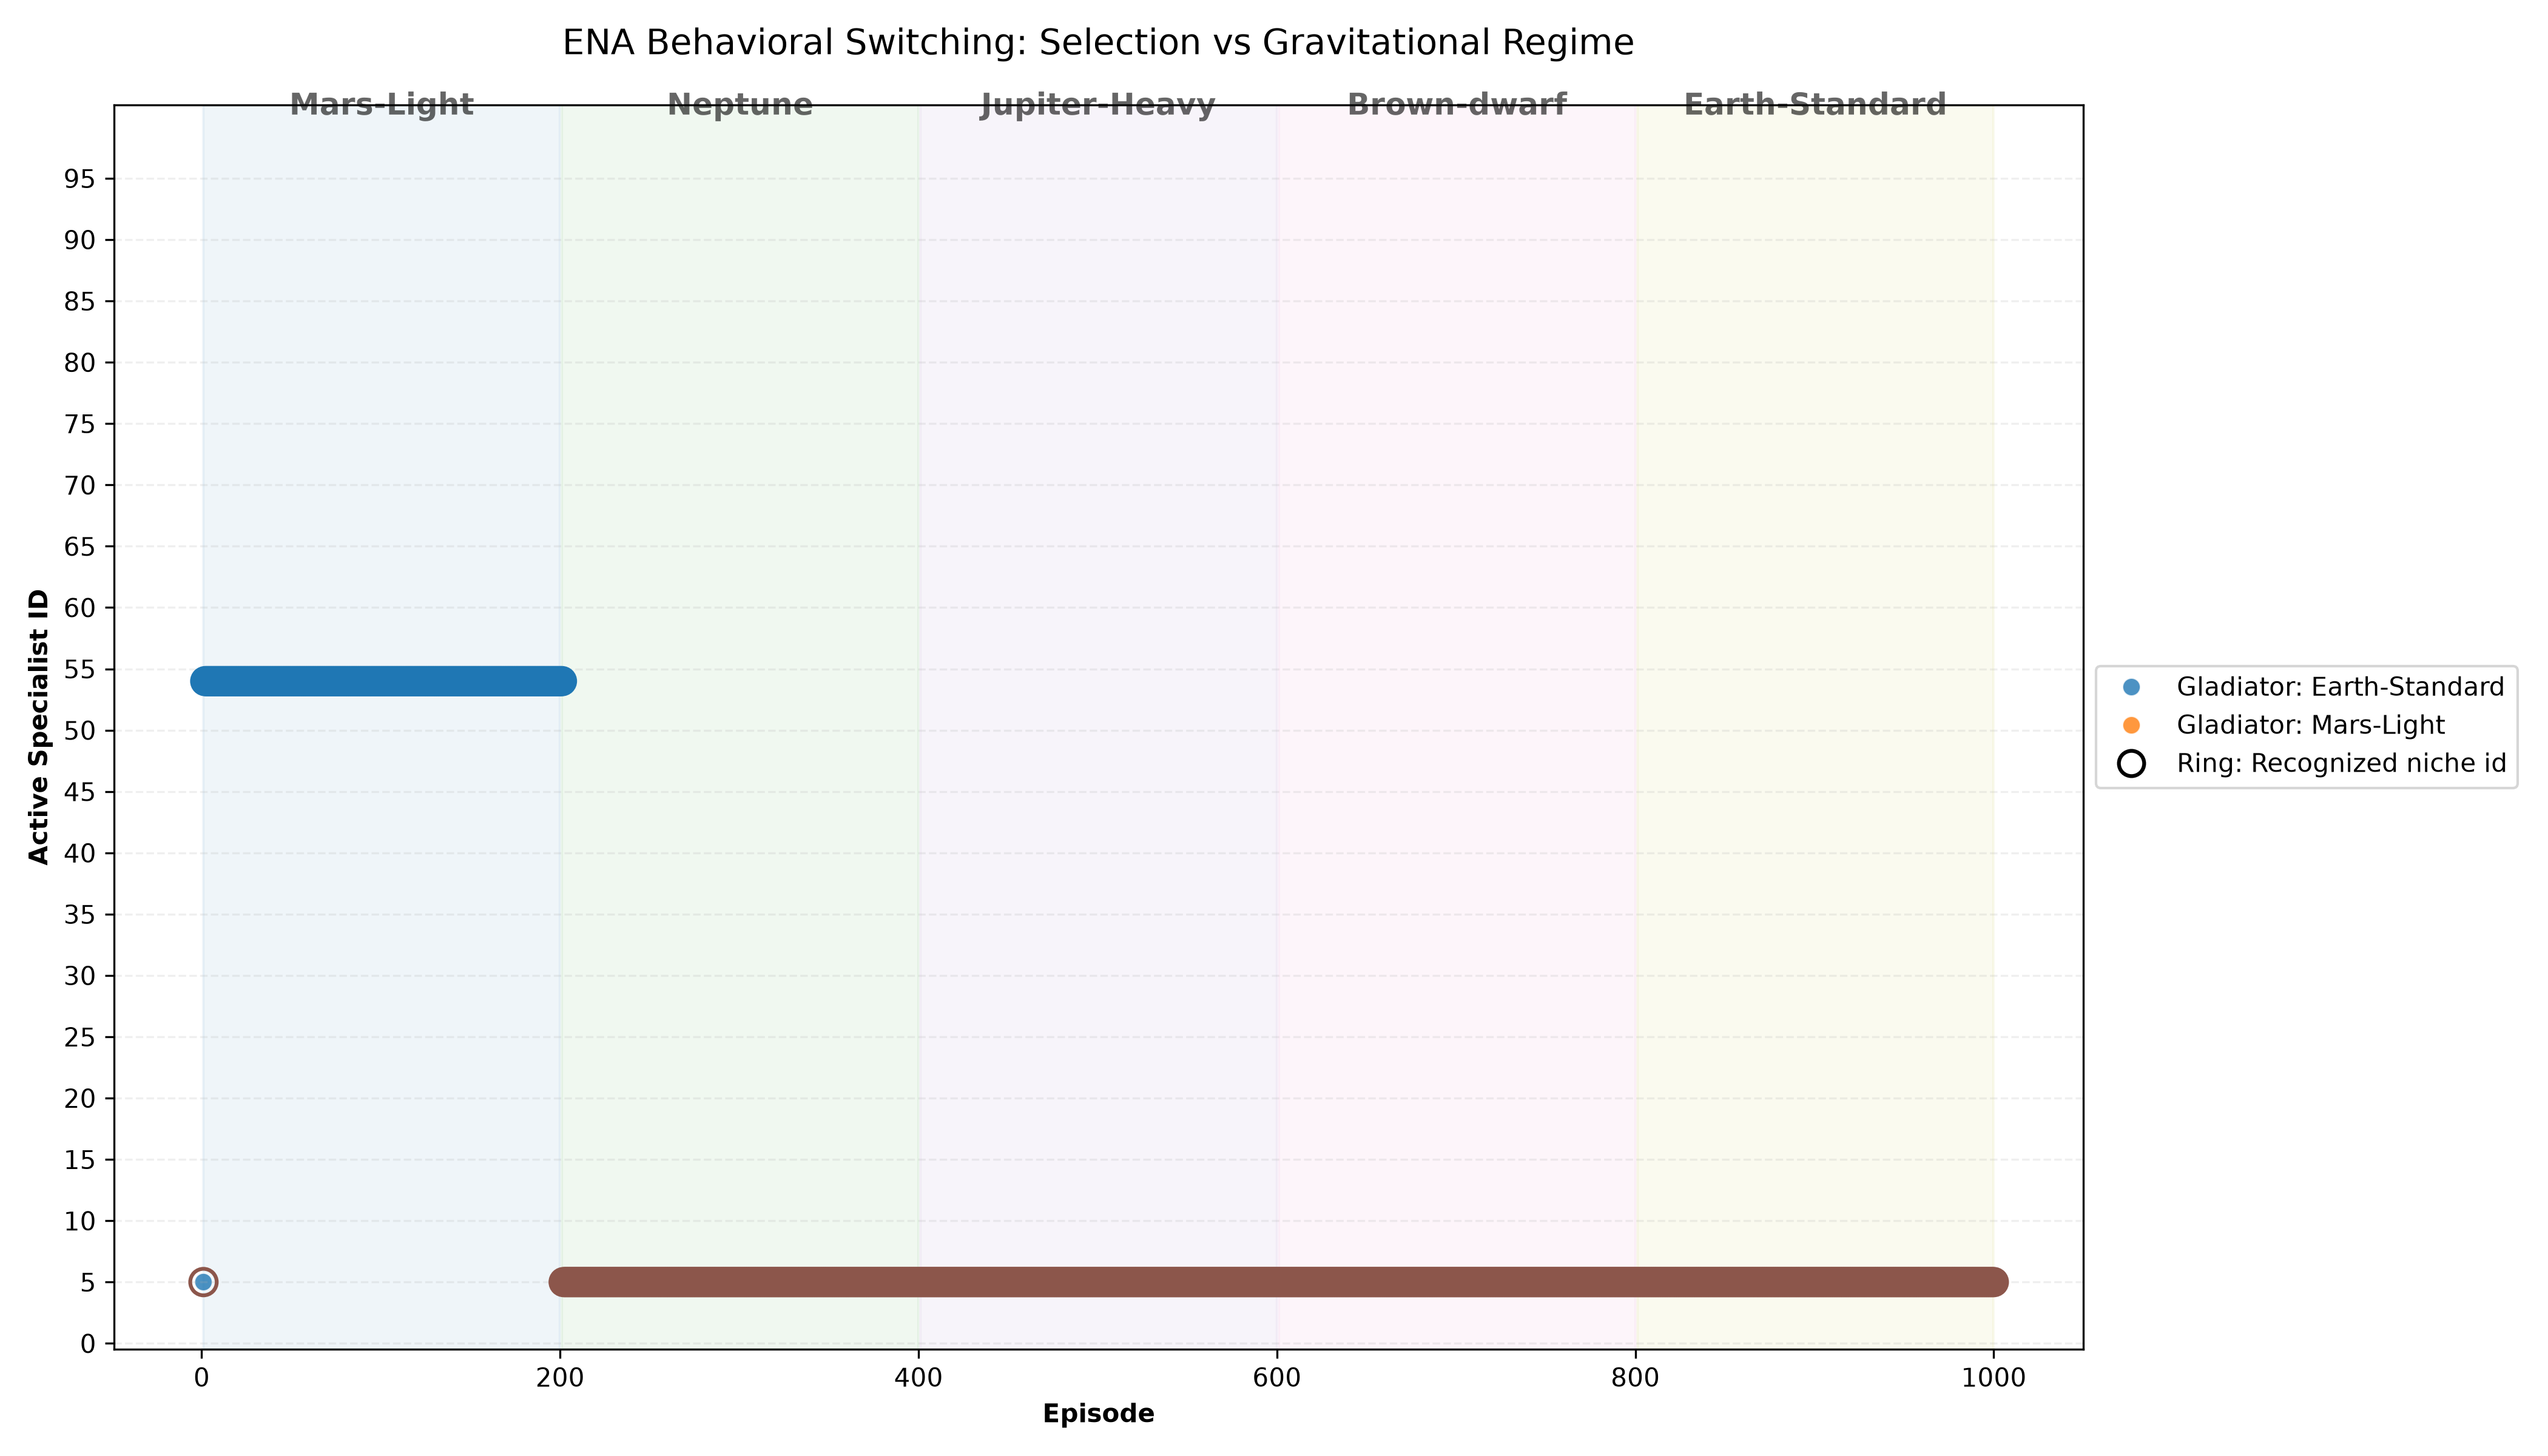 ENA Behavioral Switching: Selection vs Gravitational Regime
Mars-Light Neptune Jupiter-Heavy Brown-dwarf Earth-Standard
95
90
85
80
75
70
65
60
55
50
45
40
35
30
25
20
15
10
5
0
Active Specialist ID
0 200 400 600 800 1000
Episode
Gladiator: Earth-Standard
Gladiator: Mars-Light
Ring: Recognized niche id